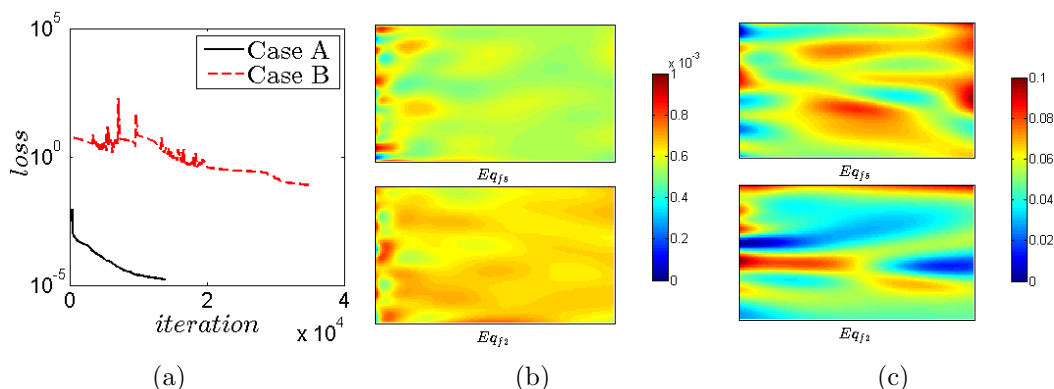 10^5
10^0
10^-5
loss
Case A
Case B
0 2 4
iteration
x 10^4
(a)
Eq_f5
Eq_f2
x 10^-3
1
0.8
0.6
0.4
0.2
0
(b)
Eq_f5
Eq_f2
0.1
0.08
0.06
0.04
0.02
0
(c)